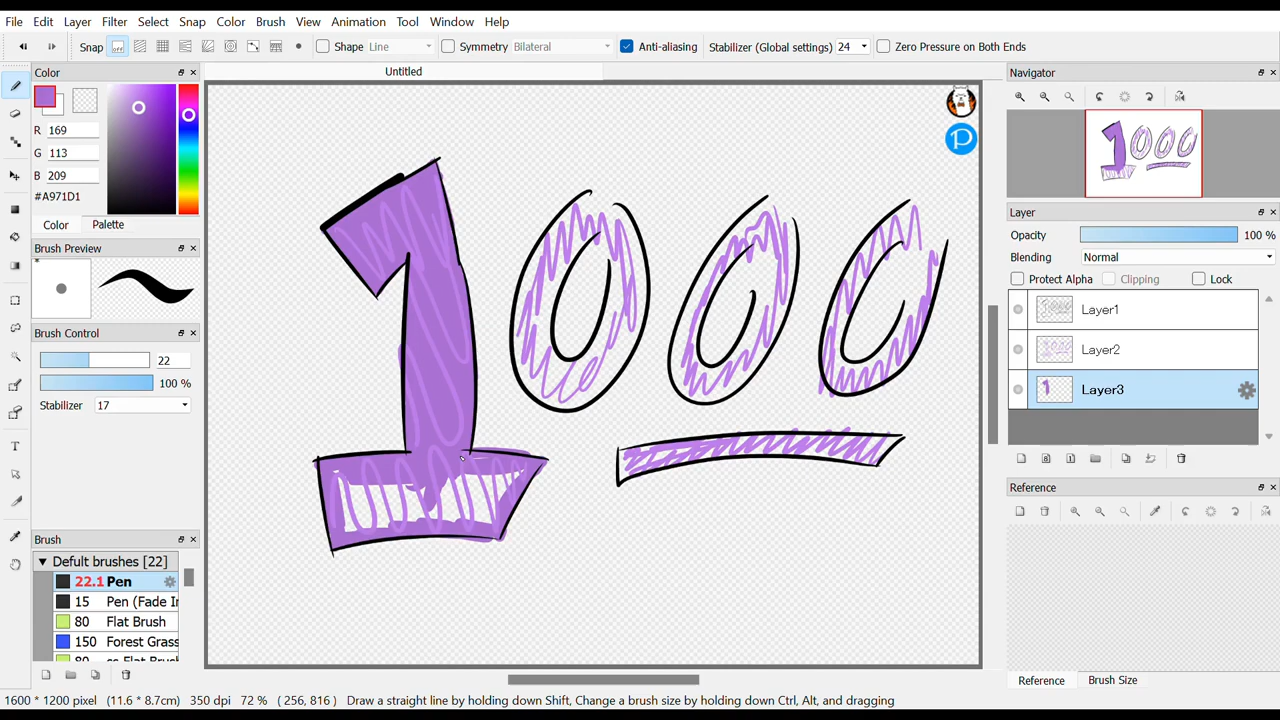 File Edit Layer Filter Select Snap Color Brush View Animation Tool Window Help
Snap OFF Shape Line Symmetry Bilateral Anti-aliasing Stabilizer (Global settings) 24 Zero Pressure on Both Ends
Color
Untitled
Navigator
R 169
G 113
B 209
#A971D1
Color Palette
Brush Preview
Brush Control
22
100 %
Stabilizer 17
Brush
Defult brushes [22]
22.1 Pen
15 Pen (Fade In
80 Flat Brush
150 Forest Grass
1000
P
Layer
Opacity 100 %
Blending Normal
Protect Alpha Clipping Lock
Layer1
Layer2
Layer3
Reference
Reference Brush Size
1600 * 1200 pixel (11.6 * 8.7cm) 350 dpi 72 % ( 256, 816 ) Draw a straight line by holding down Shift, Change a brush size by holding down Ctrl, Alt, and dragging